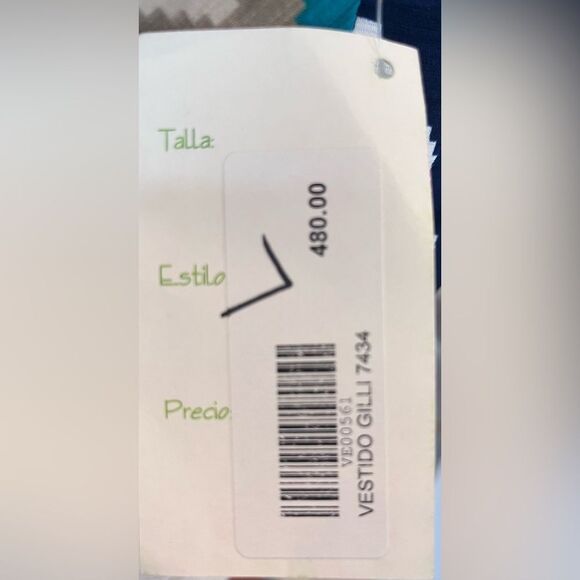 Talla:
Estilo
Precio:
480.00
VE00561
VESTIDO GILLI 7434